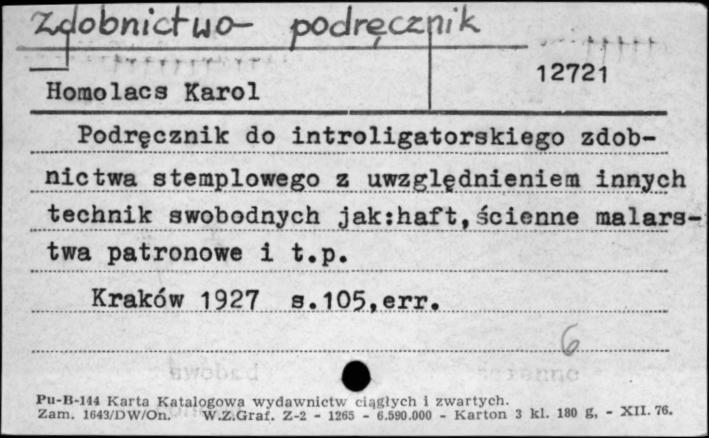 Zdobnictwo- podręcznik
12721
Homolacs Karol
Podręcznik do introligatorskiego zdob-
nictwa stemplowego z uwzględnieniem innych
technik swobodnych jak:haft,ścienne malars-
twa patronowe i t.p.
Kraków 1927 s.105,err.
6
Pu-B-144 Karta Katalogowa wydawnictw ciągłych i zwartych.
Zam. 1643/DW/On. W.Z.Graf. Z-2 - 1265 - 6.590.000 - Karton 3 kl. 180 g, - XII. 76.